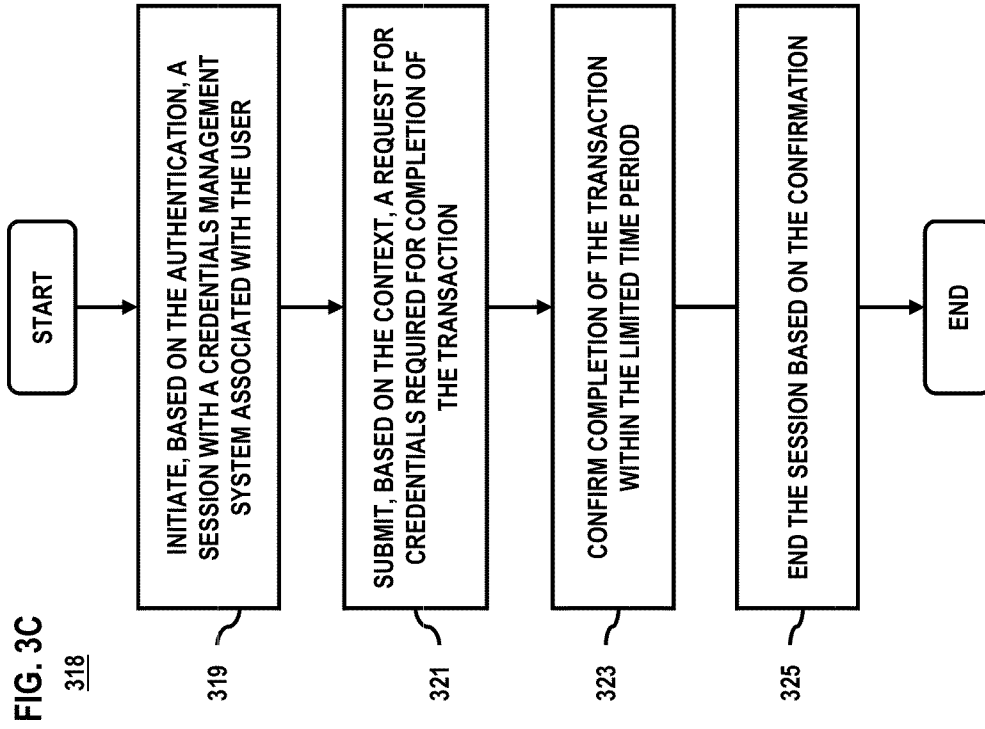 FIG. 3C
318
START
319
INITIATE, BASED ON THE AUTHENTICATION, A
SESSION WITH A CREDENTIALS MANAGEMENT
SYSTEM ASSOCIATED WITH THE USER
321
SUBMIT, BASED ON THE CONTEXT, A REQUEST FOR
CREDENTIALS REQUIRED FOR COMPLETION OF
THE TRANSACTION
323
CONFIRM COMPLETION OF THE TRANSACTION
WITHIN THE LIMITED TIME PERIOD
325
END THE SESSION BASED ON THE CONFIRMATION
END